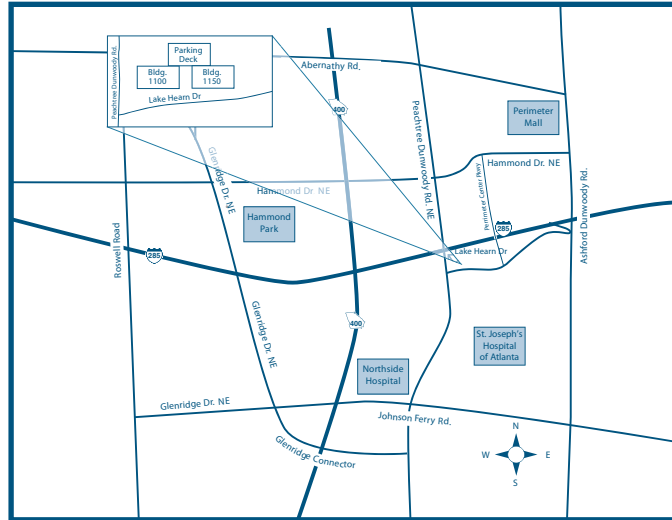 Peachtree Dunwoody Rd.
Parking
Deck
Bldg.
1100
Bldg.
1150
Lake Hearn Dr
Abernathy Rd.
400
Peachtree Dunwoody Rd. NE
Perimeter
Mall
Glenridge Dr. NE
Hammond Dr. NE
Perimeter Center Pkwy
Hammond Dr NE
Ashford Dunwoody Rd.
Hammond
Park
Roswell Road
285
285
Lake Hearn Dr
400
Glenridge Dr. NE
St. Joseph's
Hospital
of Atlanta
Northside
Hospital
Glenridge Dr. NE
Johnson Ferry Rd.
Glenridge Connector
N
W
E
S